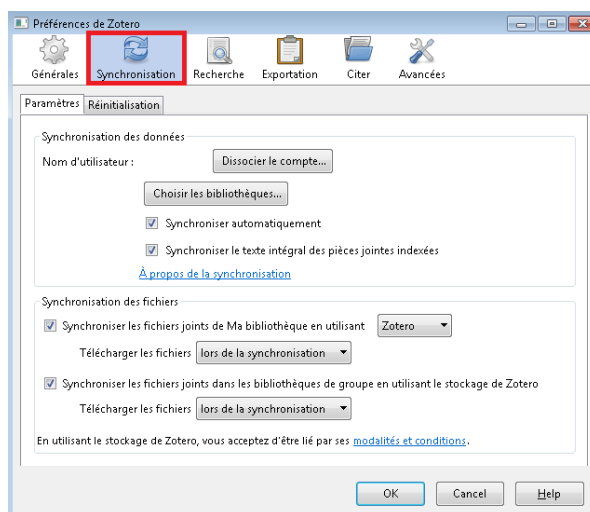 Préférences de Zotero
Générales Synchronisation Recherche Exportation Citer Avancées
Paramètres Réinitialisation
Synchronisation des données
Nom d'utilisateur : Dissocier le compte...
Choisir les bibliothèques...
Synchroniser automatiquement
Synchroniser le texte intégral des pièces jointes indexées
À propos de la synchronisation
Synchronisation des fichiers
Synchroniser les fichiers joints de Ma bibliothèque en utilisant Zotero
Télécharger les fichiers lors de la synchronisation
Synchroniser les fichiers joints dans les bibliothèques de groupe en utilisant le stockage de Zotero
Télécharger les fichiers lors de la synchronisation
En utilisant le stockage de Zotero, vous acceptez d'être lié par ses modalités et conditions.
OK Cancel Help